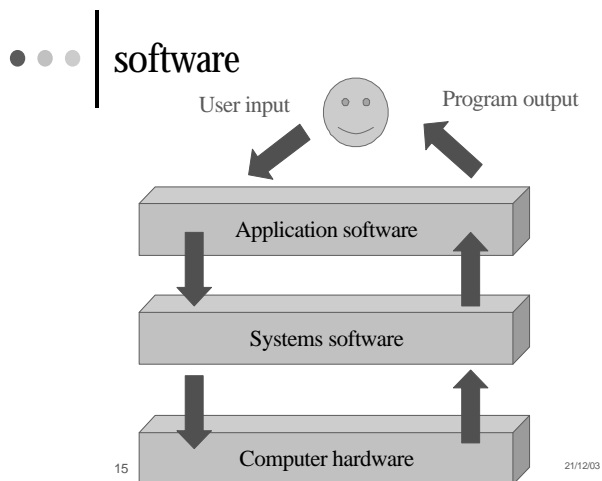 software
User input
Program output
Application software
Systems software
Computer hardware
15
21/12/03